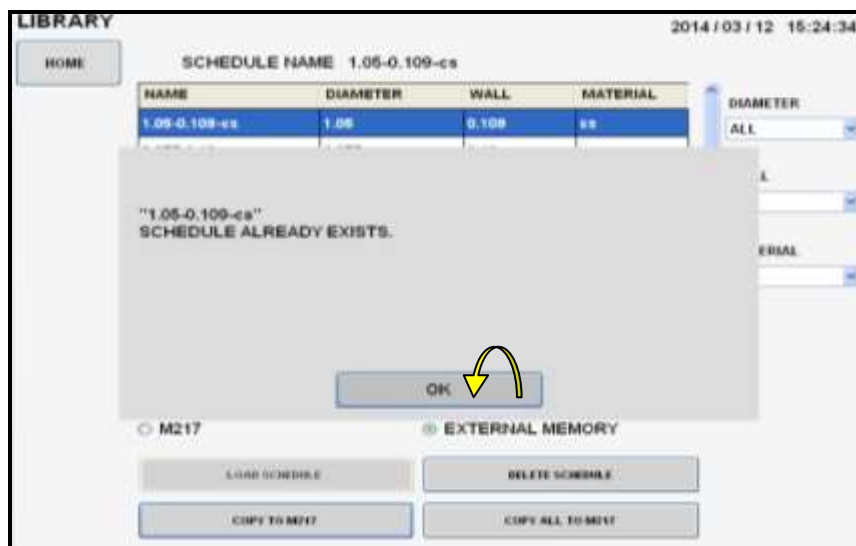 LIBRARY
2014 / 03 / 12 15:24:34
HOME
SCHEDULE NAME 1.05-0.109-cs
NAME DIAMETER WALL MATERIAL
1.05-0.109-cs 1.05 0.109 cs
DIAMETER
ALL
"1.05-0.109-cs"
SCHEDULE ALREADY EXISTS.
OK
M217 EXTERNAL MEMORY
LOAD SCHEDULE DELETE SCHEDULE
COPY TO M217 COPY ALL TO M217